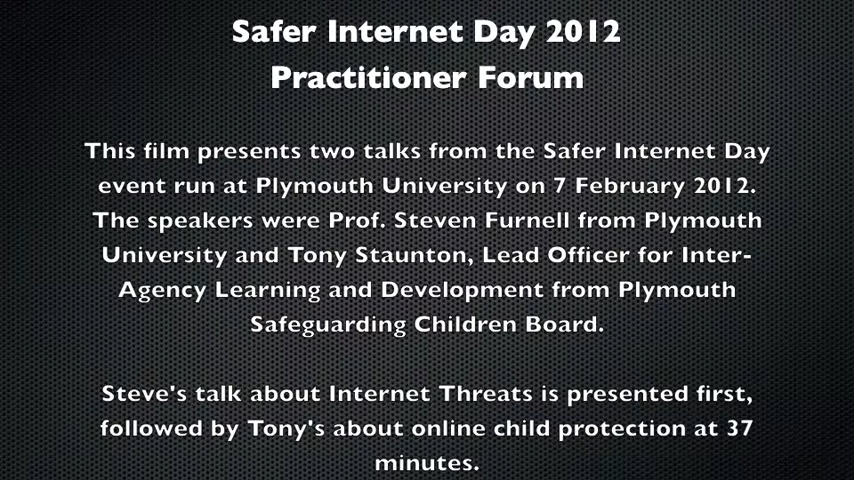 Safer Internet Day 2012
Practitioner Forum
This film presents two talks from the Safer Internet Day
event run at Plymouth University on 7 February 2012.
The speakers were Prof. Steven Furnell from Plymouth
University and Tony Staunton, Lead Officer for Inter-
Agency Learning and Development from Plymouth
Safeguarding Children Board.
Steve's talk about Internet Threats is presented first,
followed by Tony's about online child protection at 37
minutes.